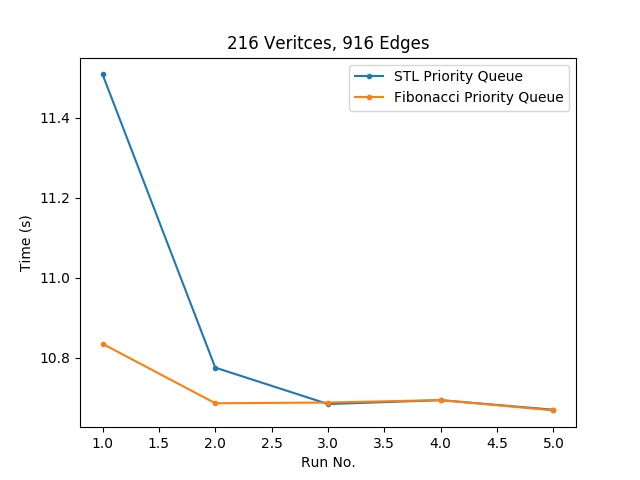 216 Veritces, 916 Edges
STL Priority Queue
Fibonacci Priority Queue
Time (s)
11.4
11.2
11.0
10.8
1.0 1.5 2.0 2.5 3.0 3.5 4.0 4.5 5.0
Run No.